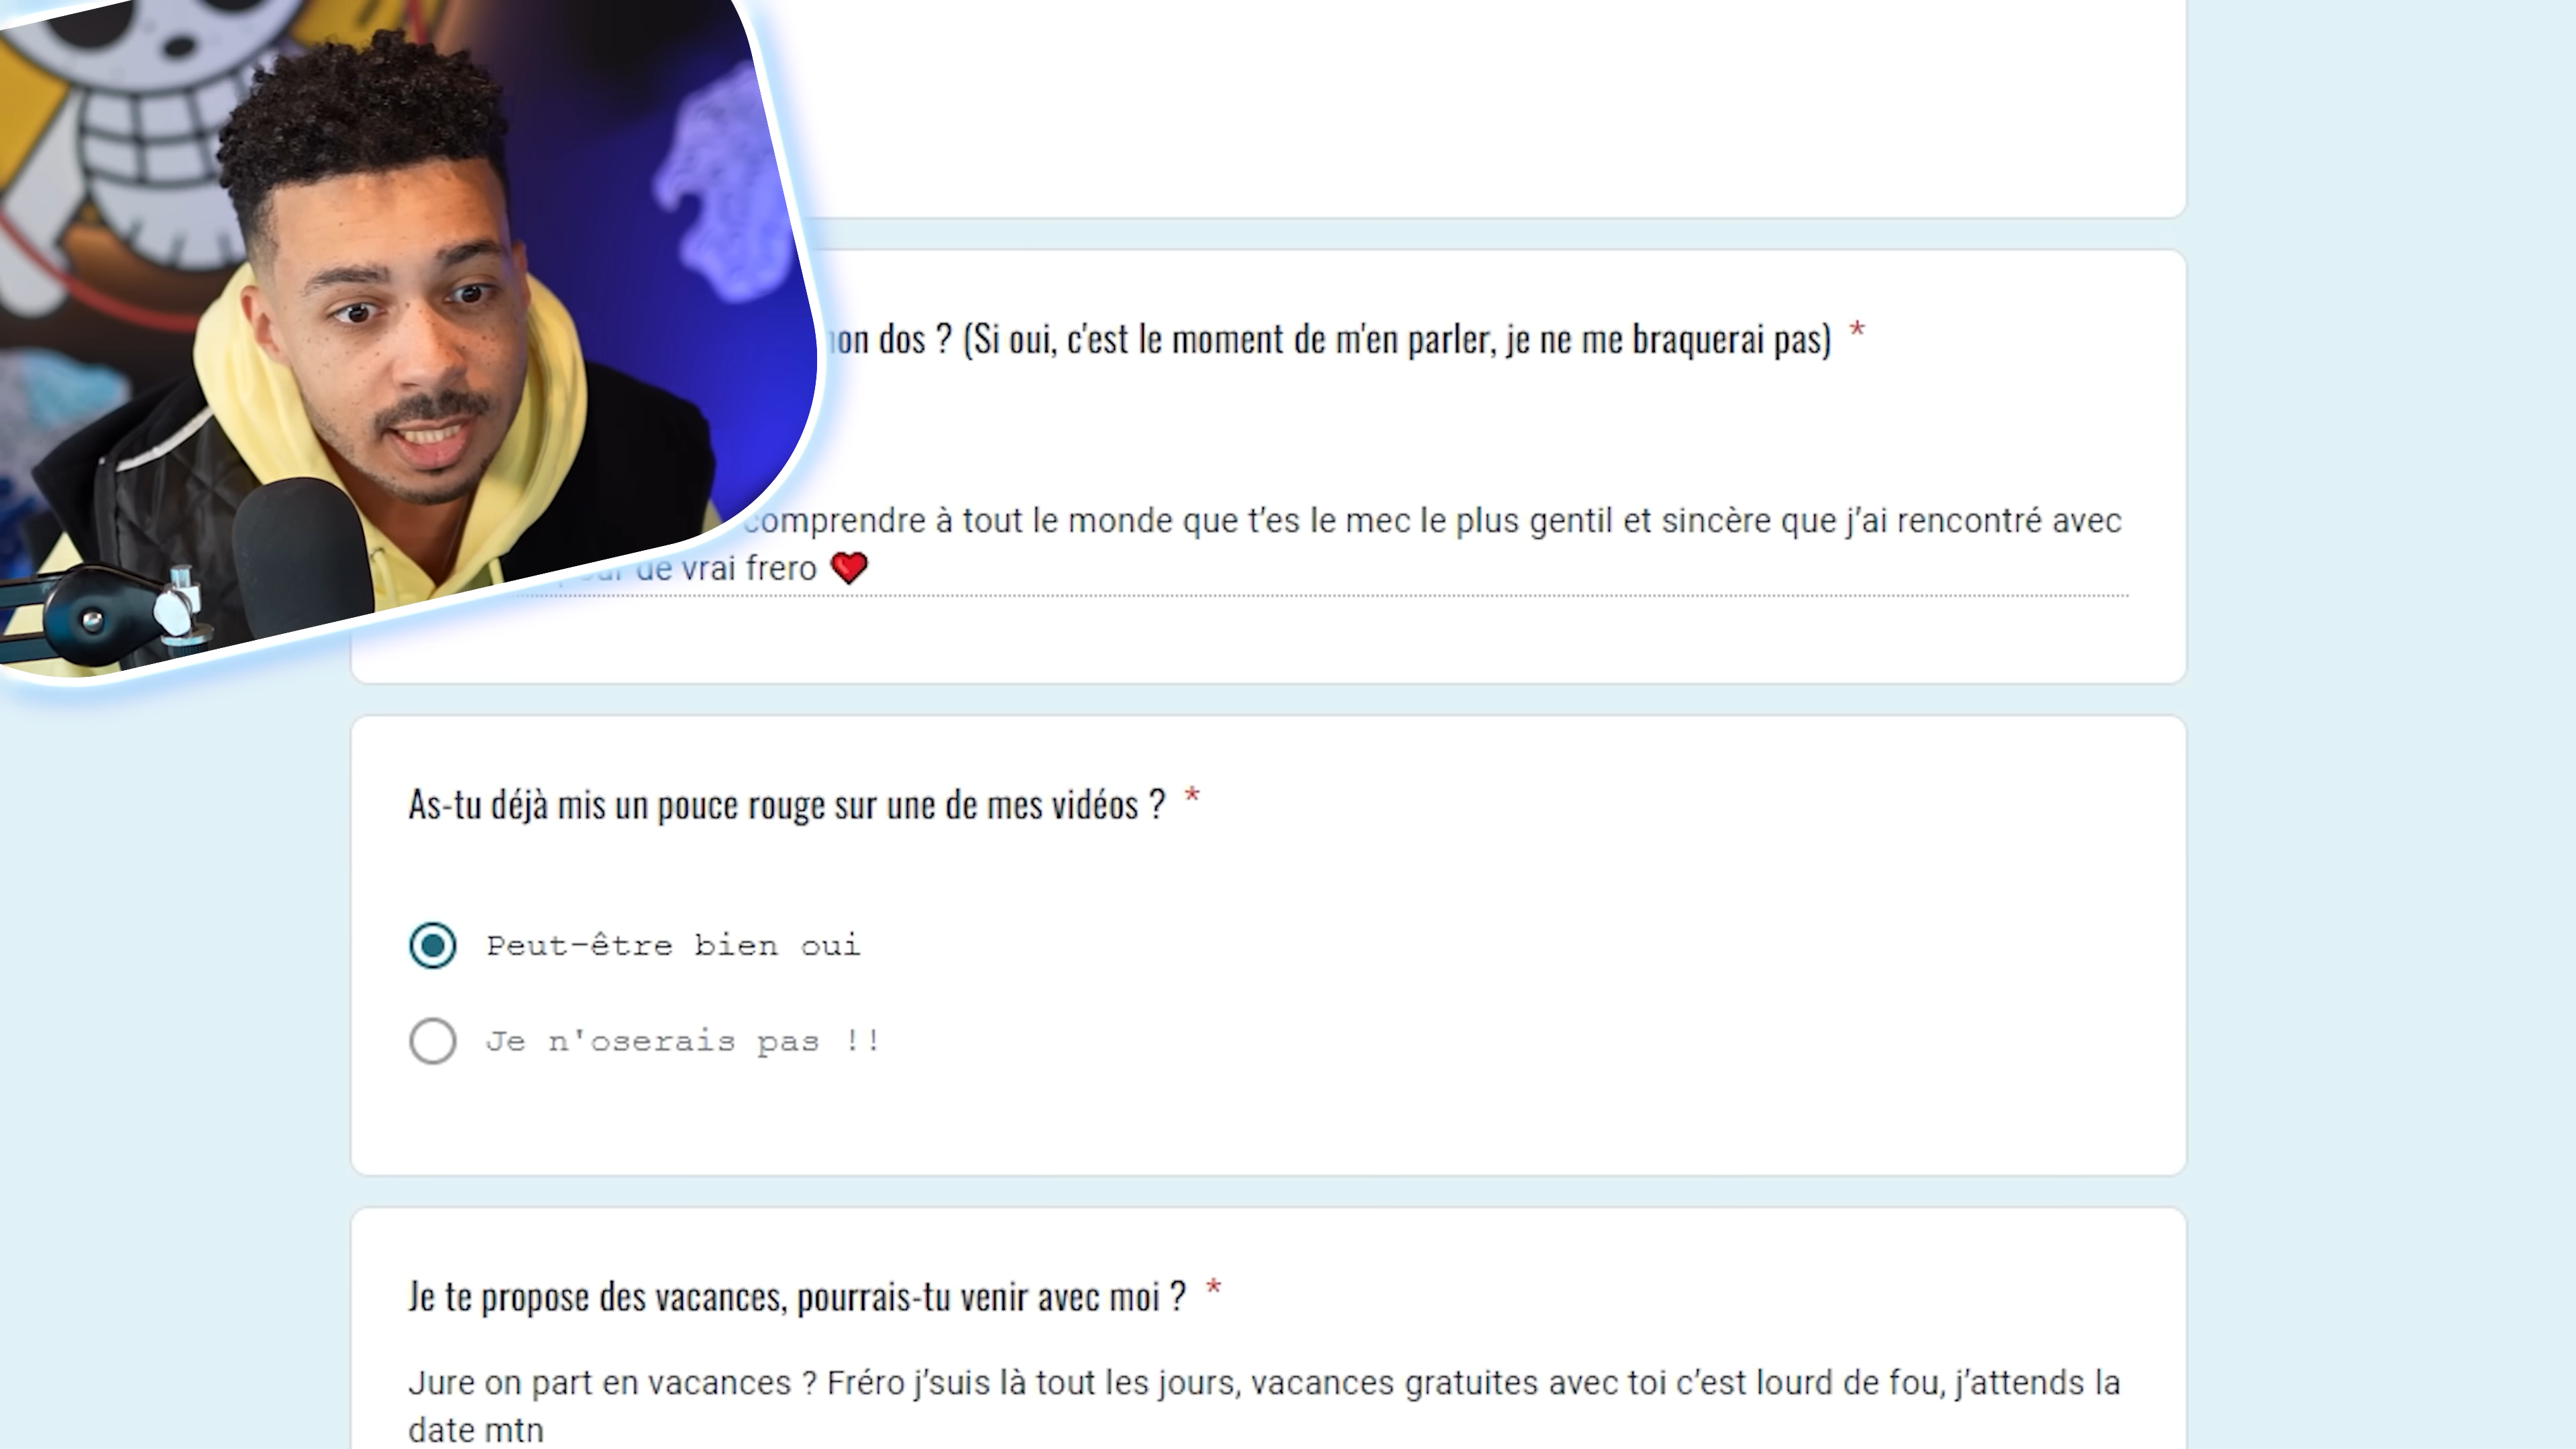 dos ? (Si oui, c'est le moment de m'en parler, je ne me braquerai pas) *
comprendre à tout le monde que t'es le mec le plus gentil et sincère que j'ai rencontré avec
de vrai frero ❤️
As-tu déjà mis un pouce rouge sur une de mes vidéos ? *
Peut-être bien oui
Je n'oserais pas !!
Je te propose des vacances, pourrais-tu venir avec moi ? *
Jure on part en vacances ? Fréro j'suis là tout les jours, vacances gratuites avec toi c'est lourd de fou, j'attends la
date mtn